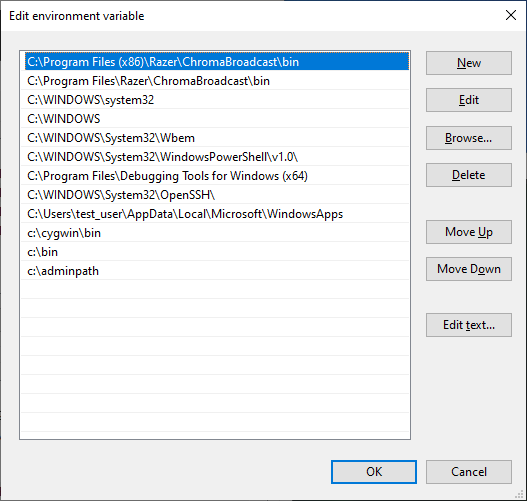 Edit environment variable
C:\Program Files (x86)\Razer\ChromaBroadcast\bin
C:\Program Files\Razer\ChromaBroadcast\bin
C:\WINDOWS\system32
C:\WINDOWS
C:\WINDOWS\System32\Wbem
C:\WINDOWS\System32\WindowsPowerShell\v1.0\
C:\Program Files\Debugging Tools for Windows (x64)
C:\WINDOWS\System32\OpenSSH\
C:\Users\test_user\AppData\Local\Microsoft\WindowsApps
c:\cygwin\bin
c:\bin
c:\adminpath
New
Edit
Browse...
Delete
Move Up
Move Down
Edit text...
OK
Cancel